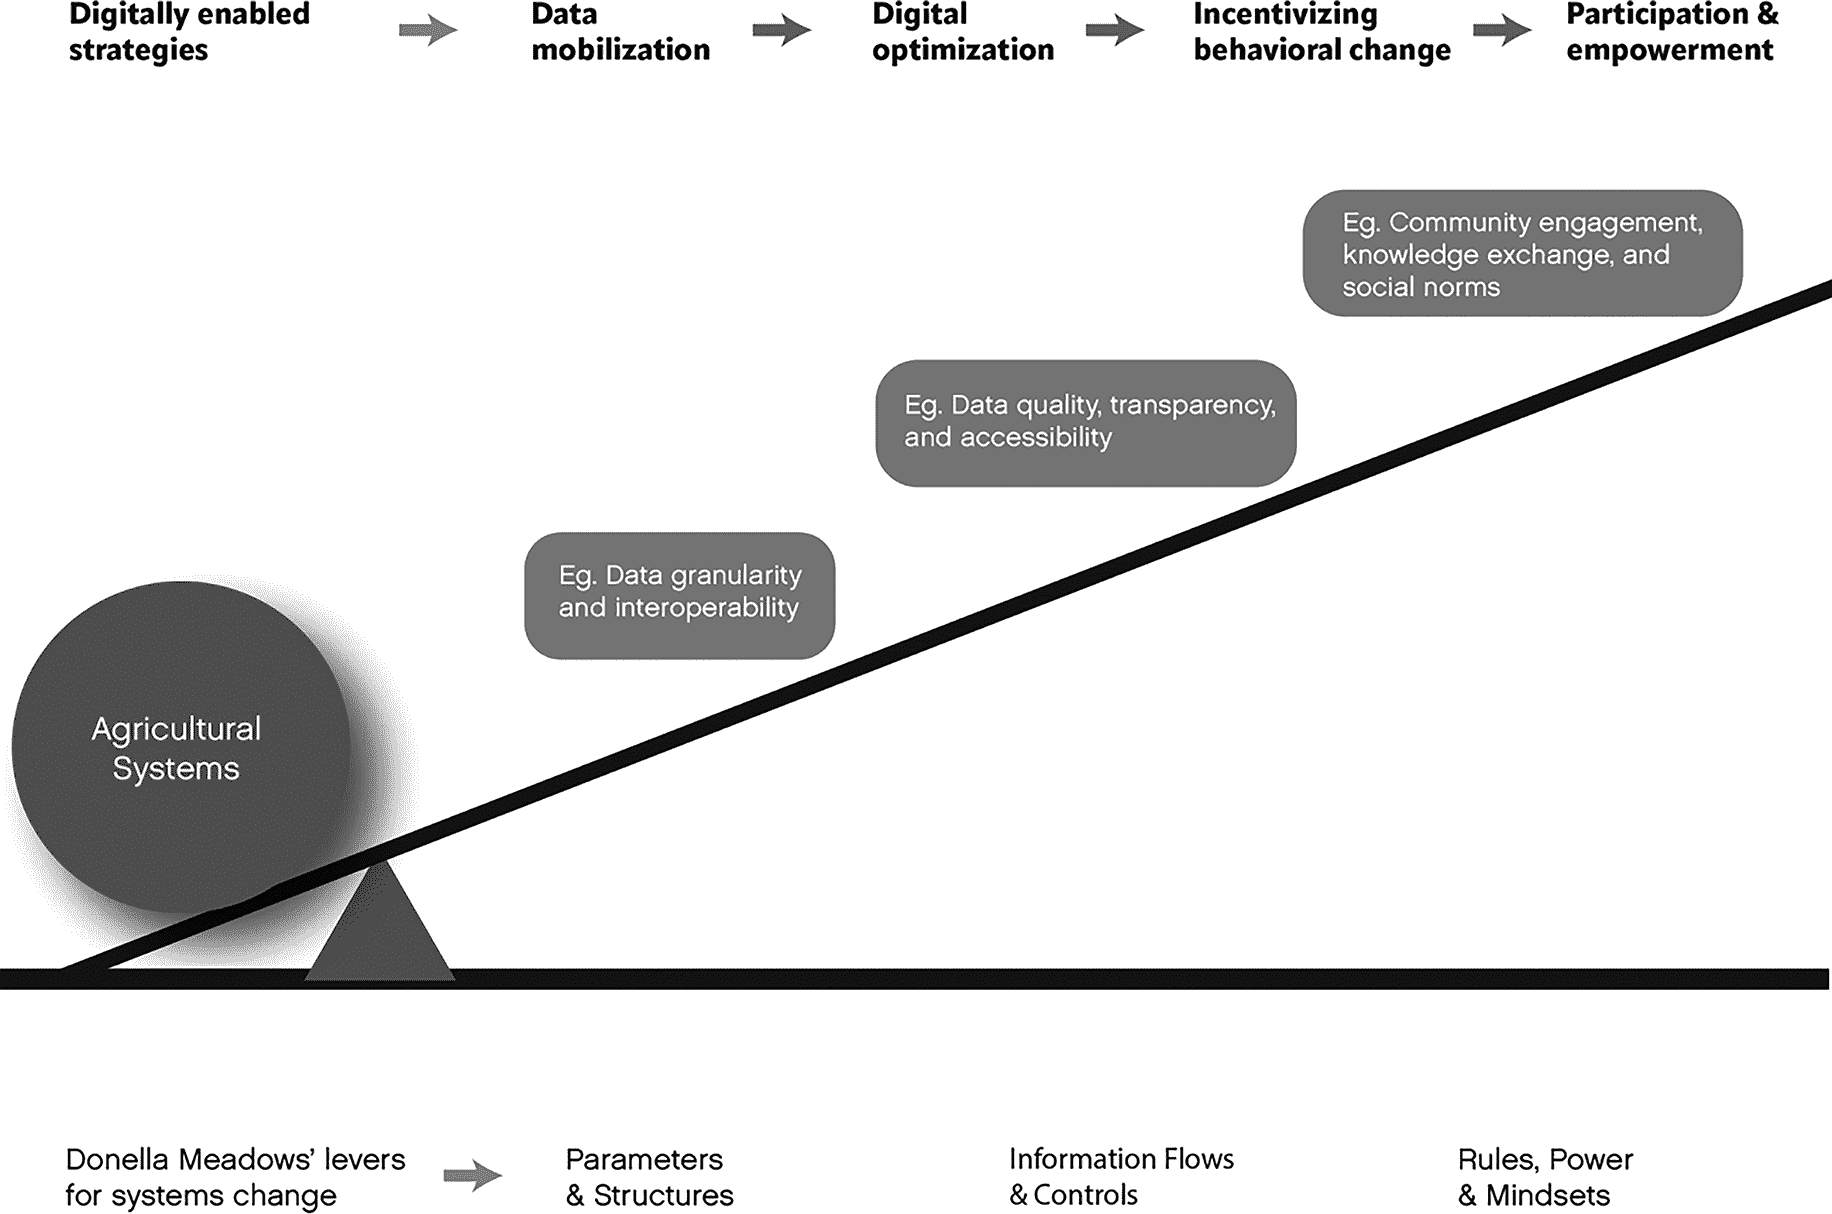 Digitally enabled
strategies
Data
mobilization
Digital
optimization
Incentivizing
behavioral change
Participation &
empowerment
Eg. Community engagement,
knowledge exchange, and
social norms
Eg. Data quality, transparency,
and accessibility
Eg. Data granularity
and interoperability
Agricultural
Systems
Donella Meadows’ levers
for systems change
Parameters
& Structures
Information Flows
& Controls
Rules, Power
& Mindsets